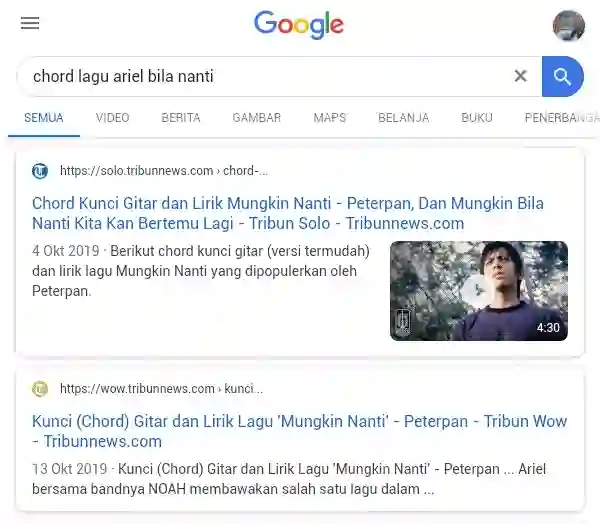 Google
chord lagu ariel bila nanti
SEMUA VIDEO BERITA GAMBAR MAPS BELANJA BUKU PENERBANGA
https://solo.tribunnews.com › chord-...
Chord Kunci Gitar dan Lirik Mungkin Nanti - Peterpan, Dan Mungkin Bila
Nanti Kita Kan Bertemu Lagi - Tribun Solo - Tribunnews.com
4 Okt 2019 · Berikut chord kunci gitar (versi termudah)
dan lirik lagu Mungkin Nanti yang dipopulerkan oleh
Peterpan.
4:30
https://wow.tribunnews.com › kunci...
Kunci (Chord) Gitar dan Lirik Lagu 'Mungkin Nanti' - Peterpan - Tribun Wow
- Tribunnews.com
13 Okt 2019 · Kunci (Chord) Gitar dan Lirik Lagu 'Mungkin Nanti' - Peterpan ... Ariel
bersama bandnya NOAH membawakan salah satu lagu dalam ...